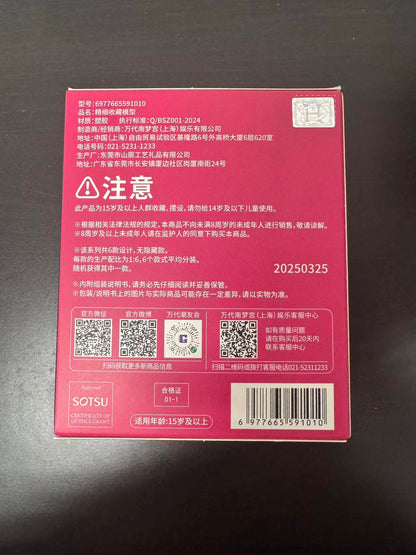 型号: 6977665591010
品名: 精细收藏模型
材质: 塑胶 执行标准: Q/BSZ001-2024
制造商/经销商: 万代南梦宫(上海)娱乐有限公司
地址: 中国(上海)自由贸易试验区基隆路6号外高桥大厦6层620室
电话号码: 021-5231-1233
生产厂: 东莞市山辰工艺礼品有限公司
地址: 广东省东莞市长安镇厦边社区岗厦南街24号
注意
此产品为15岁及以上人群收藏、摆设,请勿给14岁及以下儿童使用。
※根据相关法律法规的规定,本商品不向未满8周岁的未成年人进行销售,敬请谅解。
※8周岁及以上未成年人请在监护人的同意下购买本商品。
※该系列共6款设计,无隐藏款。
每款的生产配比为1:6,6个款式平均分装。
随机获得其中一款。
20250325
※内附组装说明书,请务必仔细阅读并妥善保管。
※包装/说明书上的图片与实际商品可能存在一定差异,请以实物为准。
官方微信 官方微博 万代潮友会
扫码获取更多新商品信息
万代南梦宫(上海)娱乐客服中心
如有质量问题
请在购买后20天内
联系客服中心
扫描二维码或拨打客服电话021-52311233
Approved
SOTSU
CERTIFICATE OF
LICENCE GRANT
合格证
01-1
适用年龄:15岁及以上
6 977665 591010